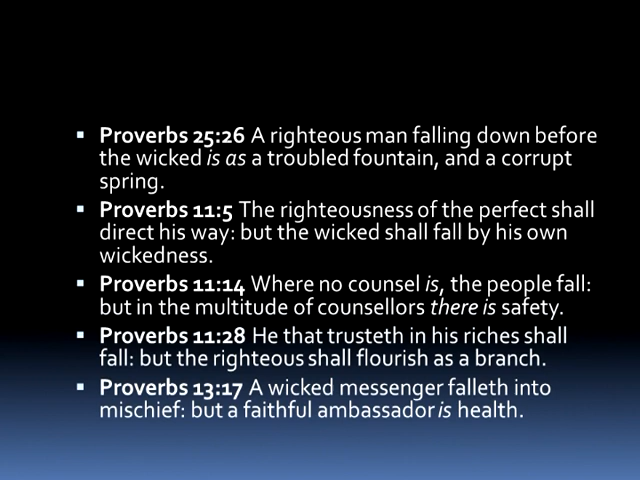 ▪ Proverbs 25:26 A righteous man falling down before
the wicked is as a troubled fountain, and a corrupt
spring.
▪ Proverbs 11:5 The righteousness of the perfect shall
direct his way: but the wicked shall fall by his own
wickedness.
▪ Proverbs 11:14 Where no counsel is, the people fall:
but in the multitude of counsellors there is safety.
▪ Proverbs 11:28 He that trusteth in his riches shall
fall: but the righteous shall flourish as a branch.
▪ Proverbs 13:17 A wicked messenger falleth into
mischief: but a faithful ambassador is health.